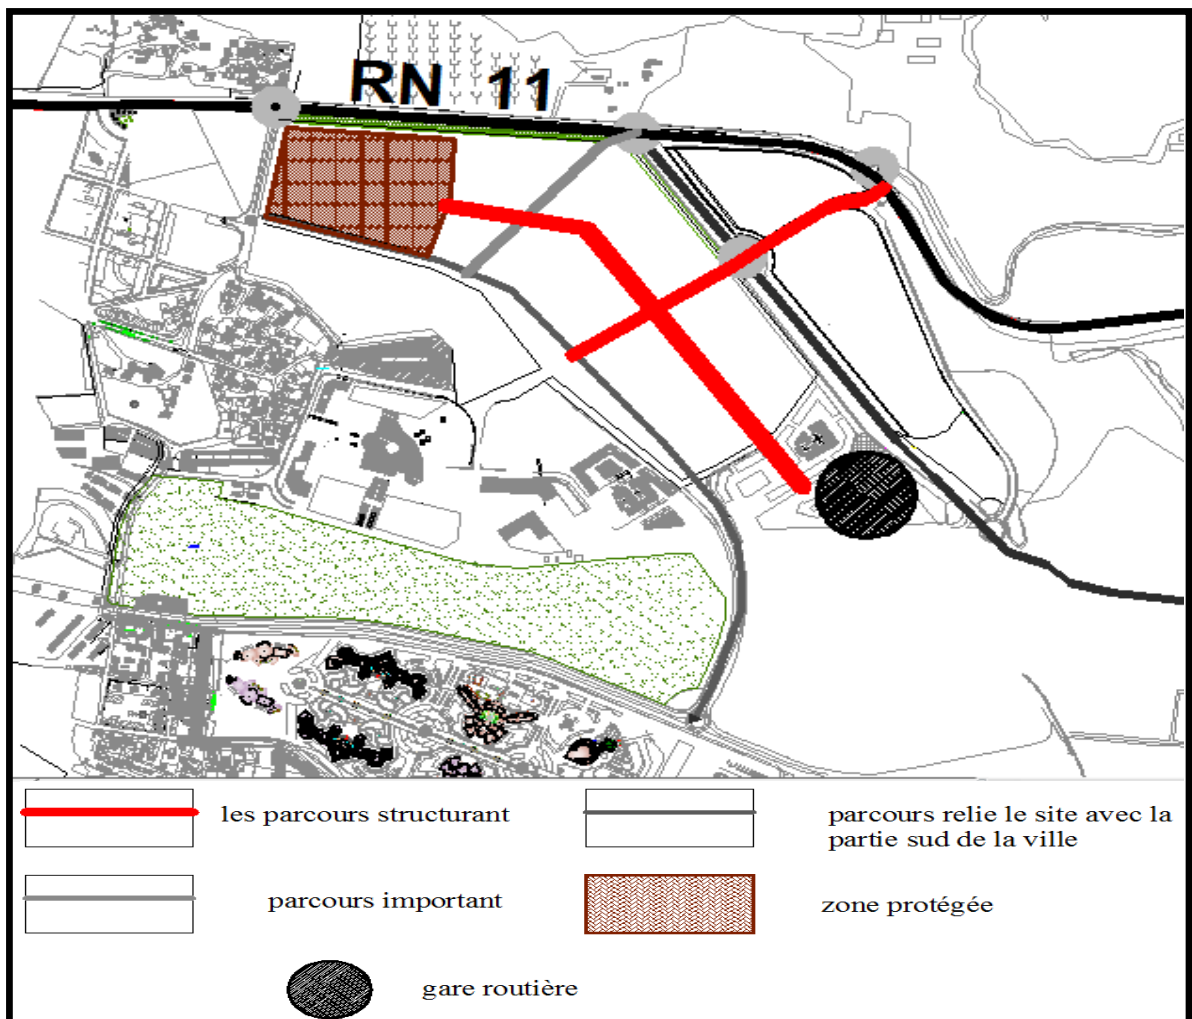 RN 11
les parcours structurant
parcours relie le site avec la
partie sud de la ville
parcours important
zone protégée
gare routière